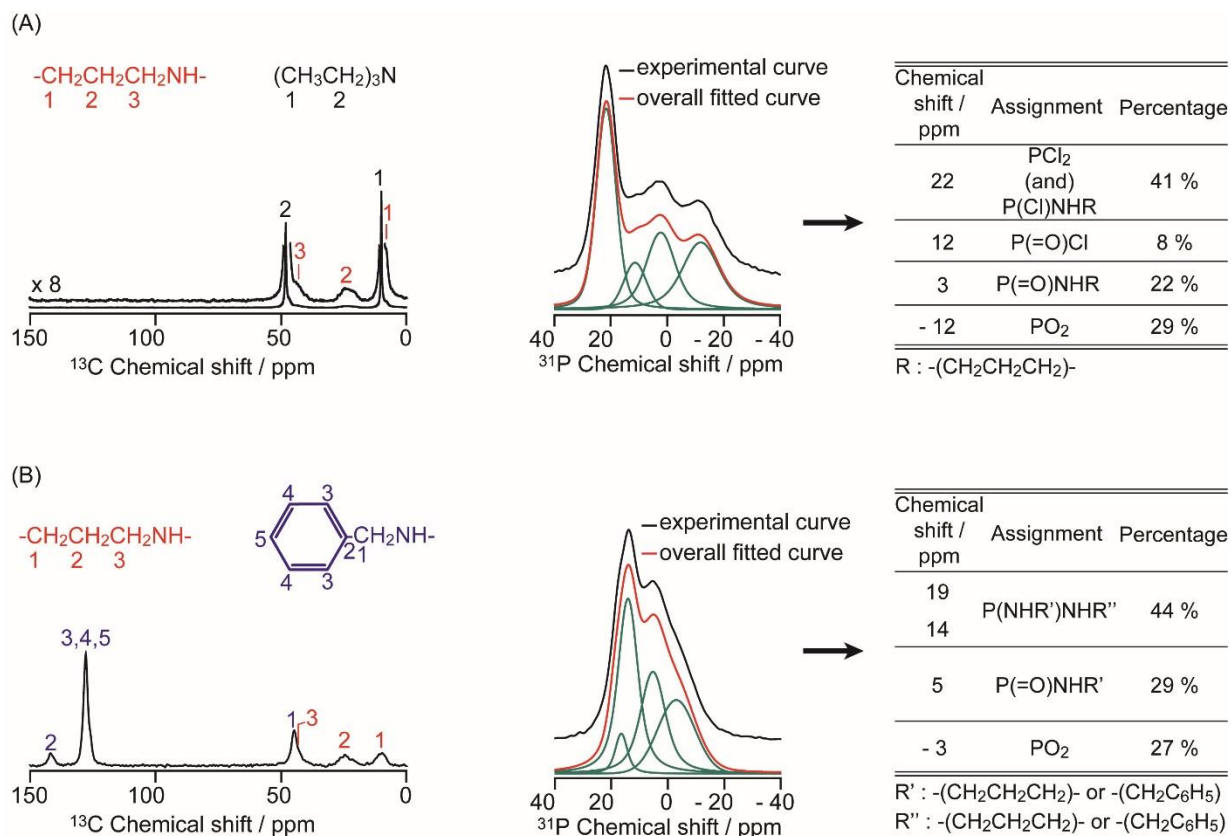 (A)
-CH2CH2CH2NH-
1 2 3
(CH3CH2)3N
1 2
2
3
2
1
1
x 8
150 100 50 0
13C Chemical shift / ppm
experimental curve
overall fitted curve
40 20 0 - 20 - 40
31P Chemical shift / ppm
Chemical shift / ppm Assignment Percentage
22 PCl2 (and) P(Cl)NHR 41 %
12 P(=O)Cl 8 %
3 P(=O)NHR 22 %
- 12 PO2 29 %
R : -(CH2CH2CH2)-
(B)
-CH2CH2CH2NH-
1 2 3
4 3
5 2 CH2NH-
1
4 3
3,4,5
2
1
3
2
1
150 100 50 0
13C Chemical shift / ppm
experimental curve
overall fitted curve
40 20 0 - 20 - 40
31P Chemical shift / ppm
Chemical shift / ppm Assignment Percentage
19
14 P(NHR')NHR'' 44 %
5 P(=O)NHR' 29 %
- 3 PO2 27 %
R' : -(CH2CH2CH2)- or -(CH2C6H5)
R'' : -(CH2CH2CH2)- or -(CH2C6H5)